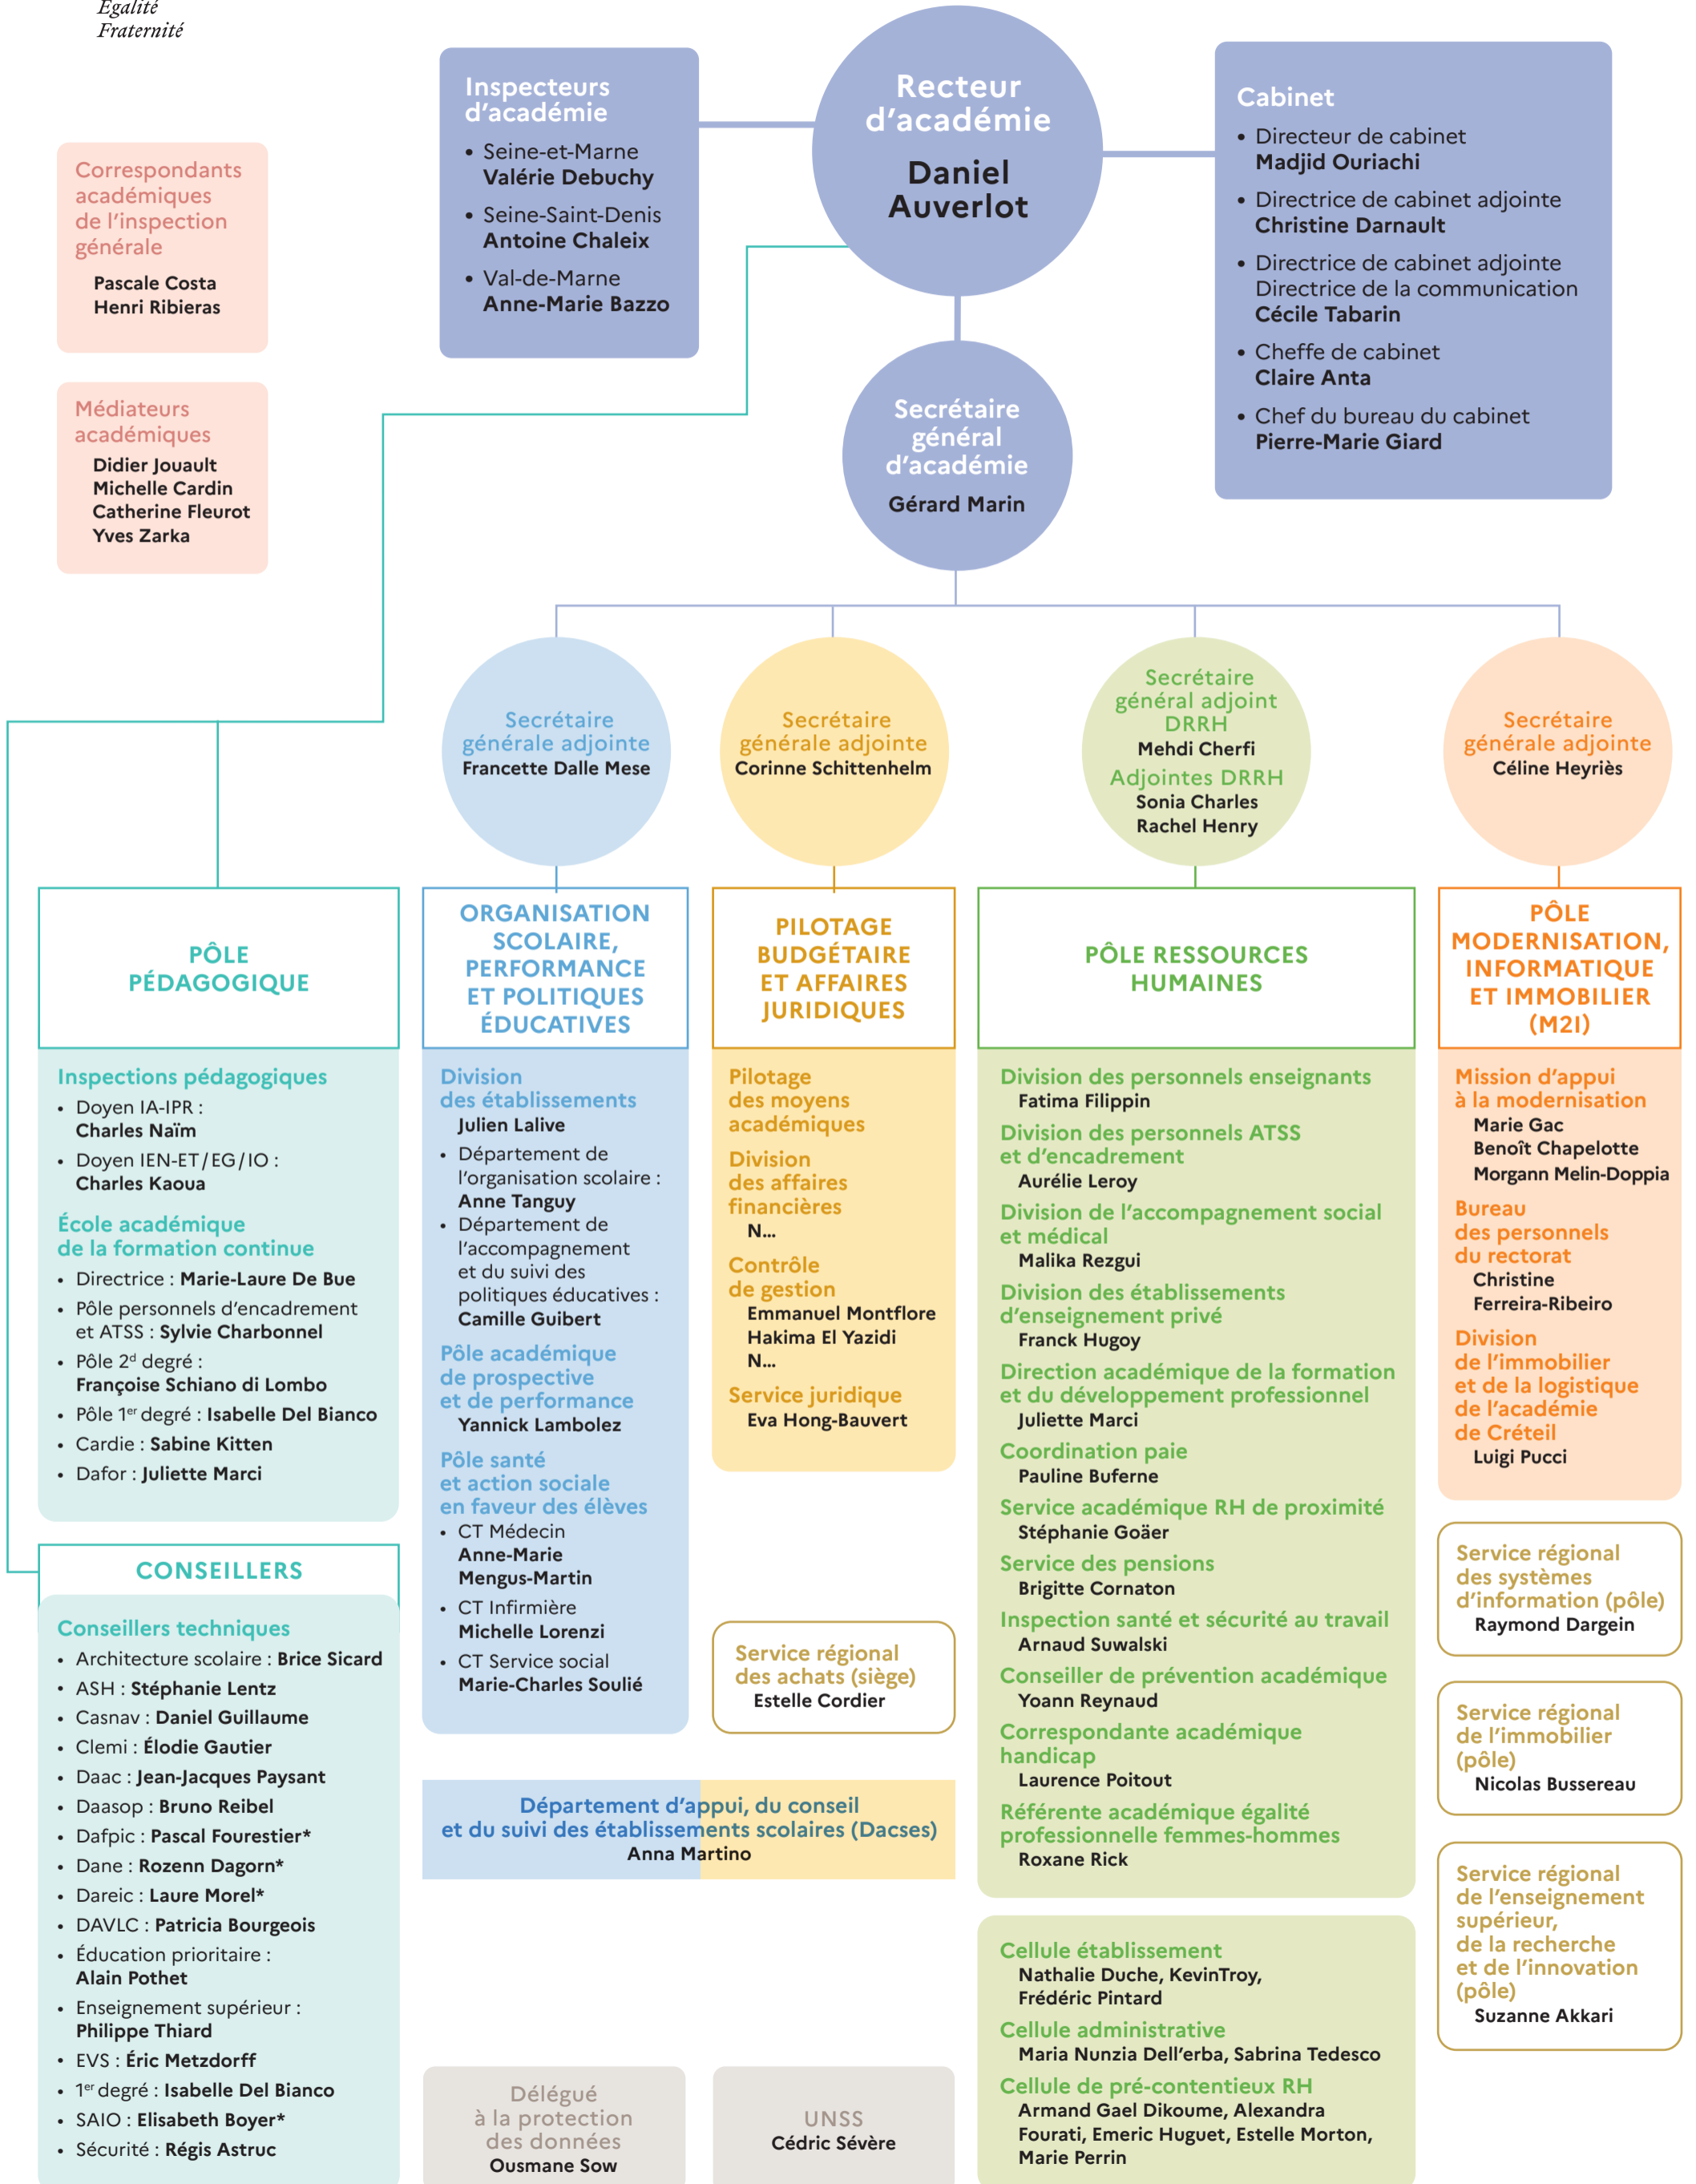 Égalité
Fraternité
Correspondants
académiques
de l’inspection
générale
Pascale Costa
Henri Ribieras
Médiateurs
académiques
Didier Jouault
Michelle Cardin
Catherine Fleurot
Yves Zarka
Inspecteurs
d’académie
• Seine-et-Marne
Valérie Debuchy
• Seine-Saint-Denis
Antoine Chaleix
• Val-de-Marne
Anne-Marie Bazzo
Recteur
d’académie
Daniel
Auverlot
Cabinet
• Directeur de cabinet
Madjid Ouriachi
• Directrice de cabinet adjointe
Christine Darnault
• Directrice de cabinet adjointe
Directrice de la communication
Cécile Tabarin
• Cheffe de cabinet
Claire Anta
• Chef du bureau du cabinet
Pierre-Marie Giard
Secrétaire
général
d’académie
Gérard Marin
Secrétaire
générale adjointe
Francette Dalle Mese
Secrétaire
générale adjointe
Corinne Schittenhelm
Secrétaire
général adjoint
DRRH
Mehdi Cherfi
Adjointes DRRH
Sonia Charles
Rachel Henry
Secrétaire
générale adjointe
Céline Heyriès
PÔLE
PÉDAGOGIQUE
Inspections pédagogiques
• Doyen IA-IPR :
Charles Naïm
• Doyen IEN-ET/EG/IO :
Charles Kaoua
École académique
de la formation continue
• Directrice : Marie-Laure De Bue
• Pôle personnels d’encadrement
et ATSS : Sylvie Charbonnel
• Pôle 2d degré :
Françoise Schiano di Lombo
• Pôle 1er degré : Isabelle Del Bianco
• Cardie : Sabine Kitten
• Dafor : Juliette Marci
CONSEILLERS
Conseillers techniques
• Architecture scolaire : Brice Sicard
• ASH : Stéphanie Lentz
• Casnav : Daniel Guillaume
• Clemi : Élodie Gautier
• Daac : Jean-Jacques Paysant
• Daasop : Bruno Reibel
• Dafpic : Pascal Fourestier*
• Dane : Rozenn Dagorn*
• Dareic : Laure Morel*
• DAVLC : Patricia Bourgeois
• Éducation prioritaire :
Alain Pothet
• Enseignement supérieur :
Philippe Thiard
• EVS : Éric Metzdorff
• 1er degré : Isabelle Del Bianco
• SAIO : Elisabeth Boyer*
• Sécurité : Régis Astruc
ORGANISATION
SCOLAIRE,
PERFORMANCE
ET POLITIQUES
ÉDUCATIVES
Division
des établissements
Julien Lalive
• Département de
l’organisation scolaire :
Anne Tanguy
• Département de
l’accompagnement
et du suivi des
politiques éducatives :
Camille Guibert
Pôle académique
de prospective
et de performance
Yannick Lambolez
Pôle santé
et action sociale
en faveur des élèves
• CT Médecin
Anne-Marie
Mengus-Martin
• CT Infirmière
Michelle Lorenzi
• CT Service social
Marie-Charles Soulié
PILOTAGE
BUDGÉTAIRE
ET AFFAIRES
JURIDIQUES
Pilotage
des moyens
académiques
Division
des affaires
financières
N...
Contrôle
de gestion
Emmanuel Montflore
Hakima El Yazidi
N...
Service juridique
Eva Hong-Bauvert
Service régional
des achats (siège)
Estelle Cordier
Département d’appui, du conseil
et du suivi des établissements scolaires (Dacses)
Anna Martino
Délégué
à la protection
des données
Ousmane Sow
UNSS
Cédric Sévère
PÔLE RESSOURCES
HUMAINES
Division des personnels enseignants
Fatima Filippin
Division des personnels ATSS
et d’encadrement
Aurélie Leroy
Division de l’accompagnement social
et médical
Malika Rezgui
Division des établissements
d’enseignement privé
Franck Hugoy
Direction académique de la formation
et du développement professionnel
Juliette Marci
Coordination paie
Pauline Buferne
Service académique RH de proximité
Stéphanie Goäer
Service des pensions
Brigitte Cornaton
Inspection santé et sécurité au travail
Arnaud Suwalski
Conseiller de prévention académique
Yoann Reynaud
Correspondante académique
handicap
Laurence Poitout
Référente académique égalité
professionnelle femmes-hommes
Roxane Rick
Cellule établissement
Nathalie Duche, KevinTroy,
Frédéric Pintard
Cellule administrative
Maria Nunzia Dell’erba, Sabrina Tedesco
Cellule de pré-contentieux RH
Armand Gael Dikoume, Alexandra
Fourati, Emeric Huguet, Estelle Morton,
Marie Perrin
PÔLE
MODERNISATION,
INFORMATIQUE
ET IMMOBILIER
(M2I)
Mission d’appui
à la modernisation
Marie Gac
Benoît Chapelotte
Morgann Melin-Doppia
Bureau
des personnels
du rectorat
Christine
Ferreira-Ribeiro
Division
de l’immobilier
et de la logistique
de l’académie
de Créteil
Luigi Pucci
Service régional
des systèmes
d’information (pôle)
Raymond Dargein
Service régional
de l’immobilier
(pôle)
Nicolas Bussereau
Service régional
de l’enseignement
supérieur,
de la recherche
et de l’innovation
(pôle)
Suzanne Akkari